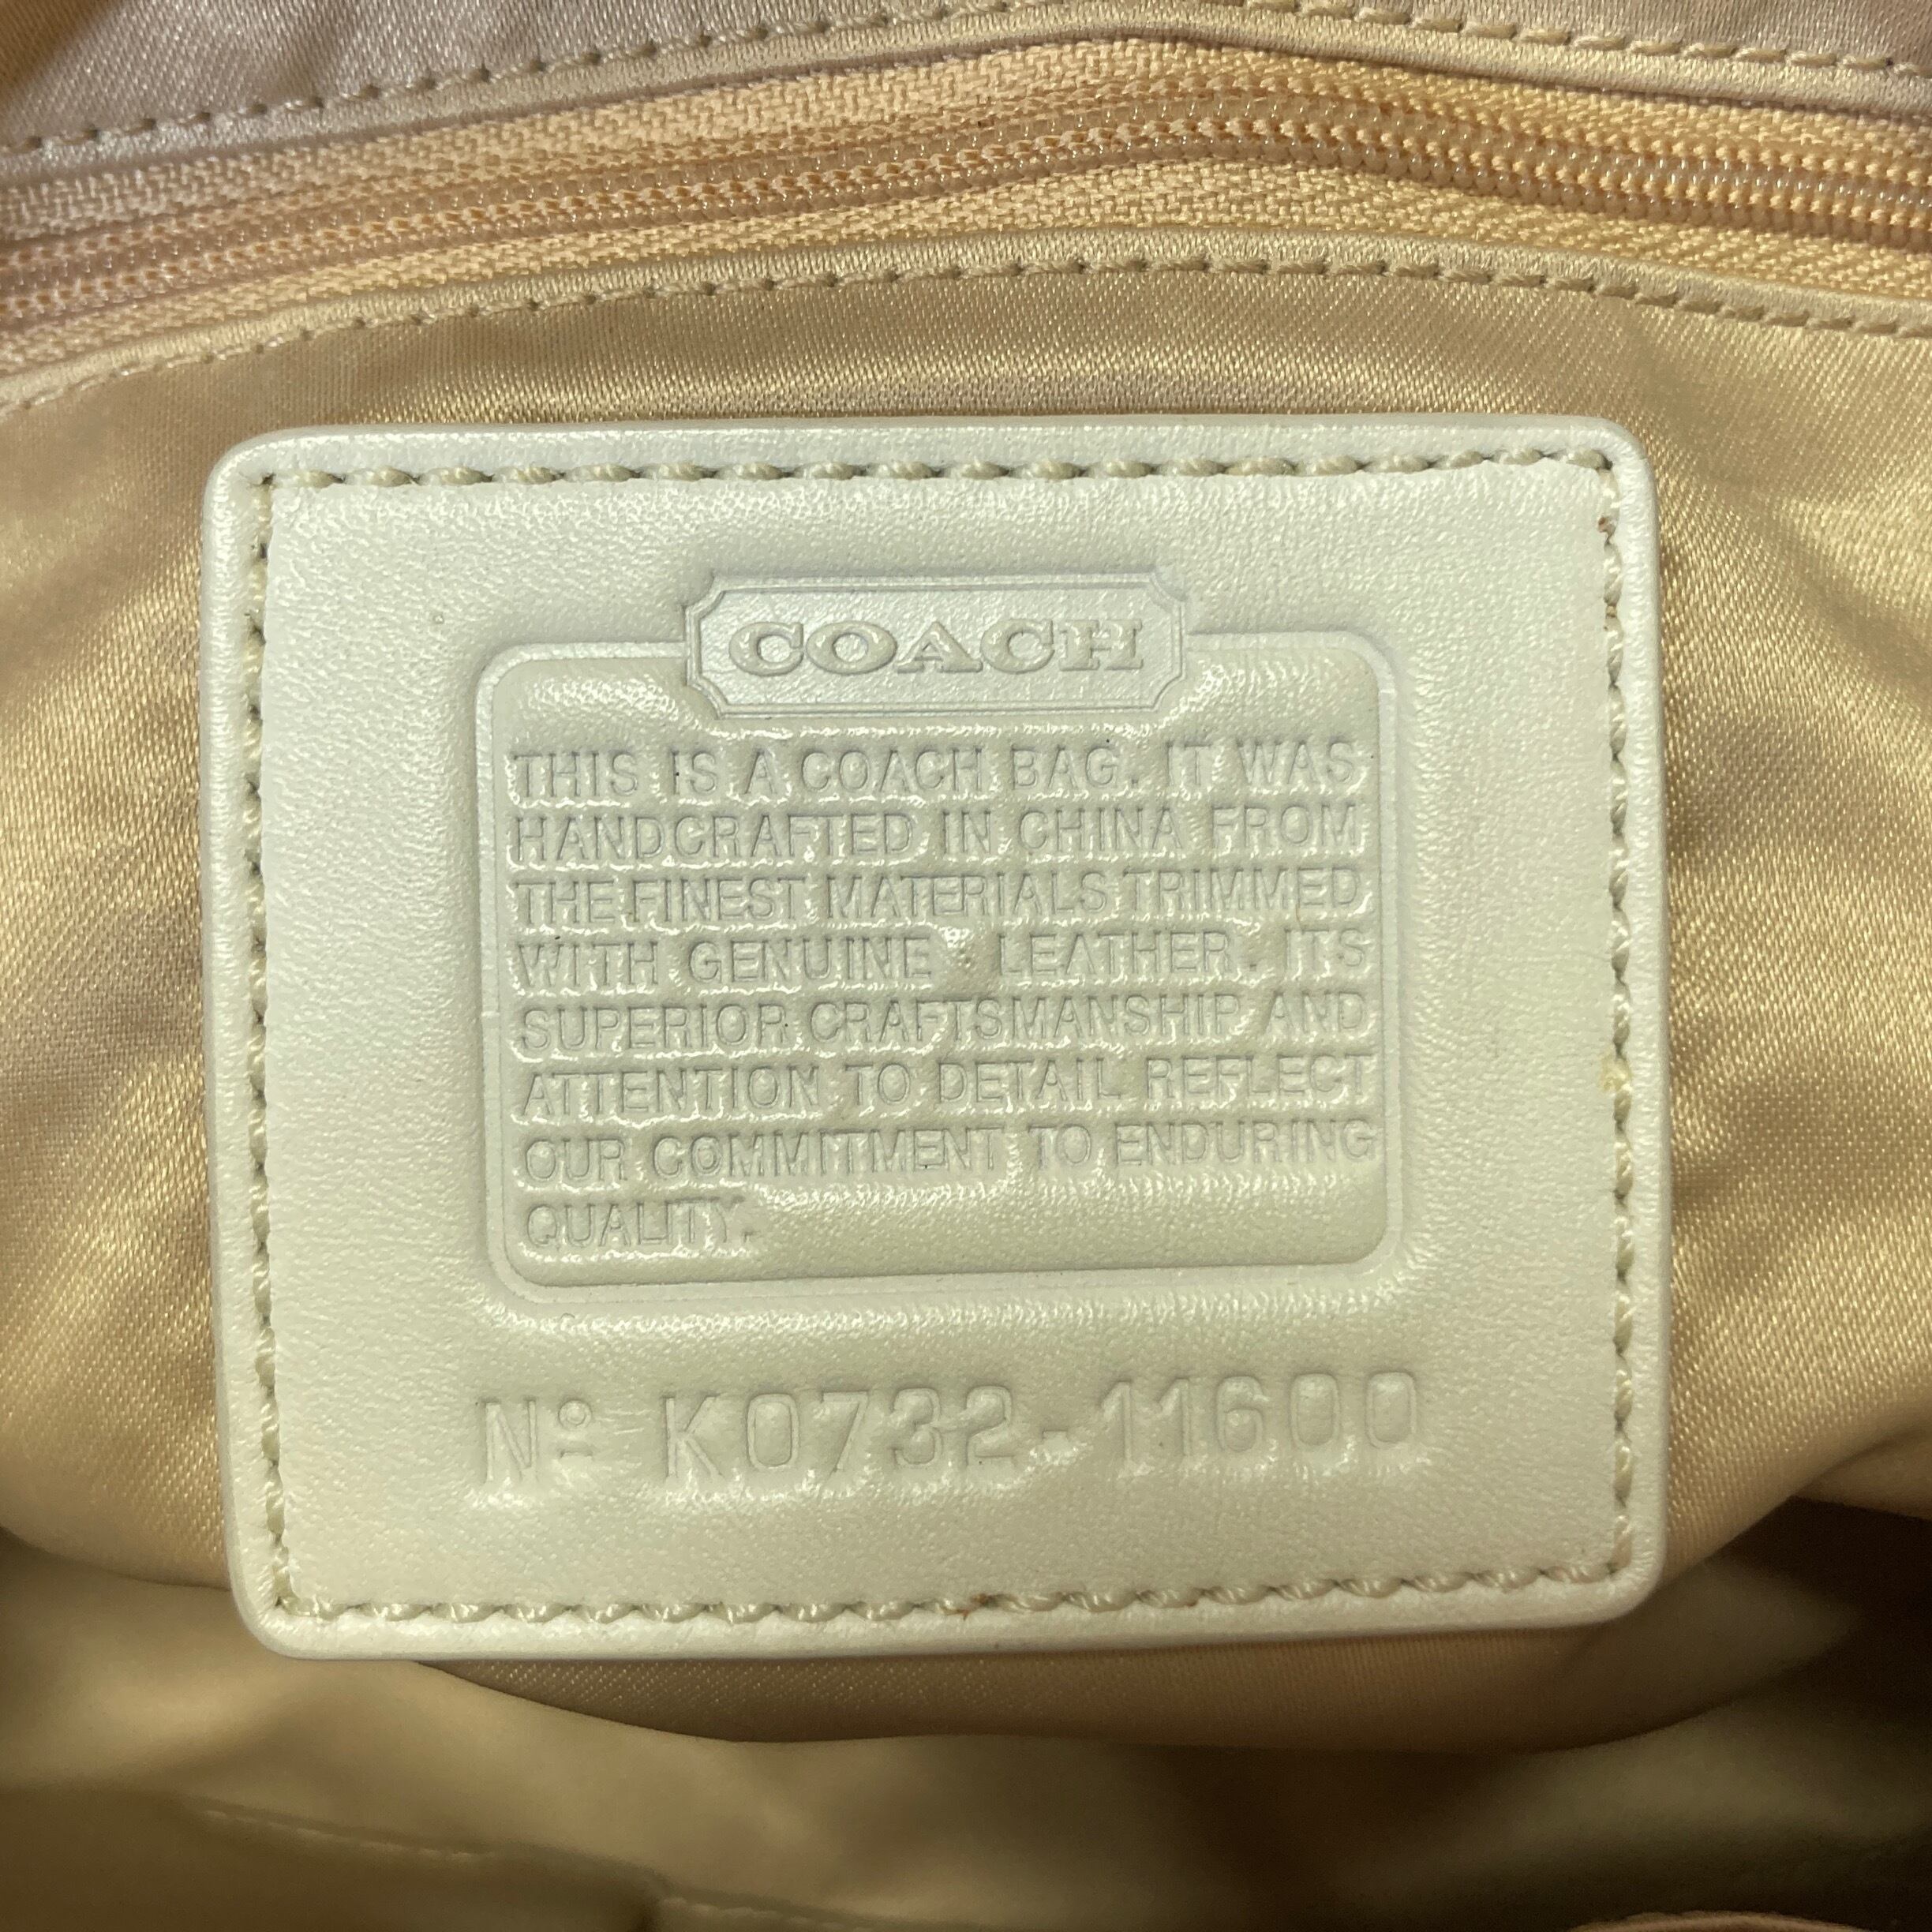 COACH
THIS IS A COACH BAG. IT WAS
HANDCRAFTED IN CHINA FROM
THE FINEST MATERIALS TRIMMED
WITH GENUINE LEATHER. ITS
SUPERIOR CRAFTSMANSHIP AND
ATTENTION TO DETAIL REFLECT
OUR COMMITMENT TO ENDURING
QUALITY.
Nº K0732-11600